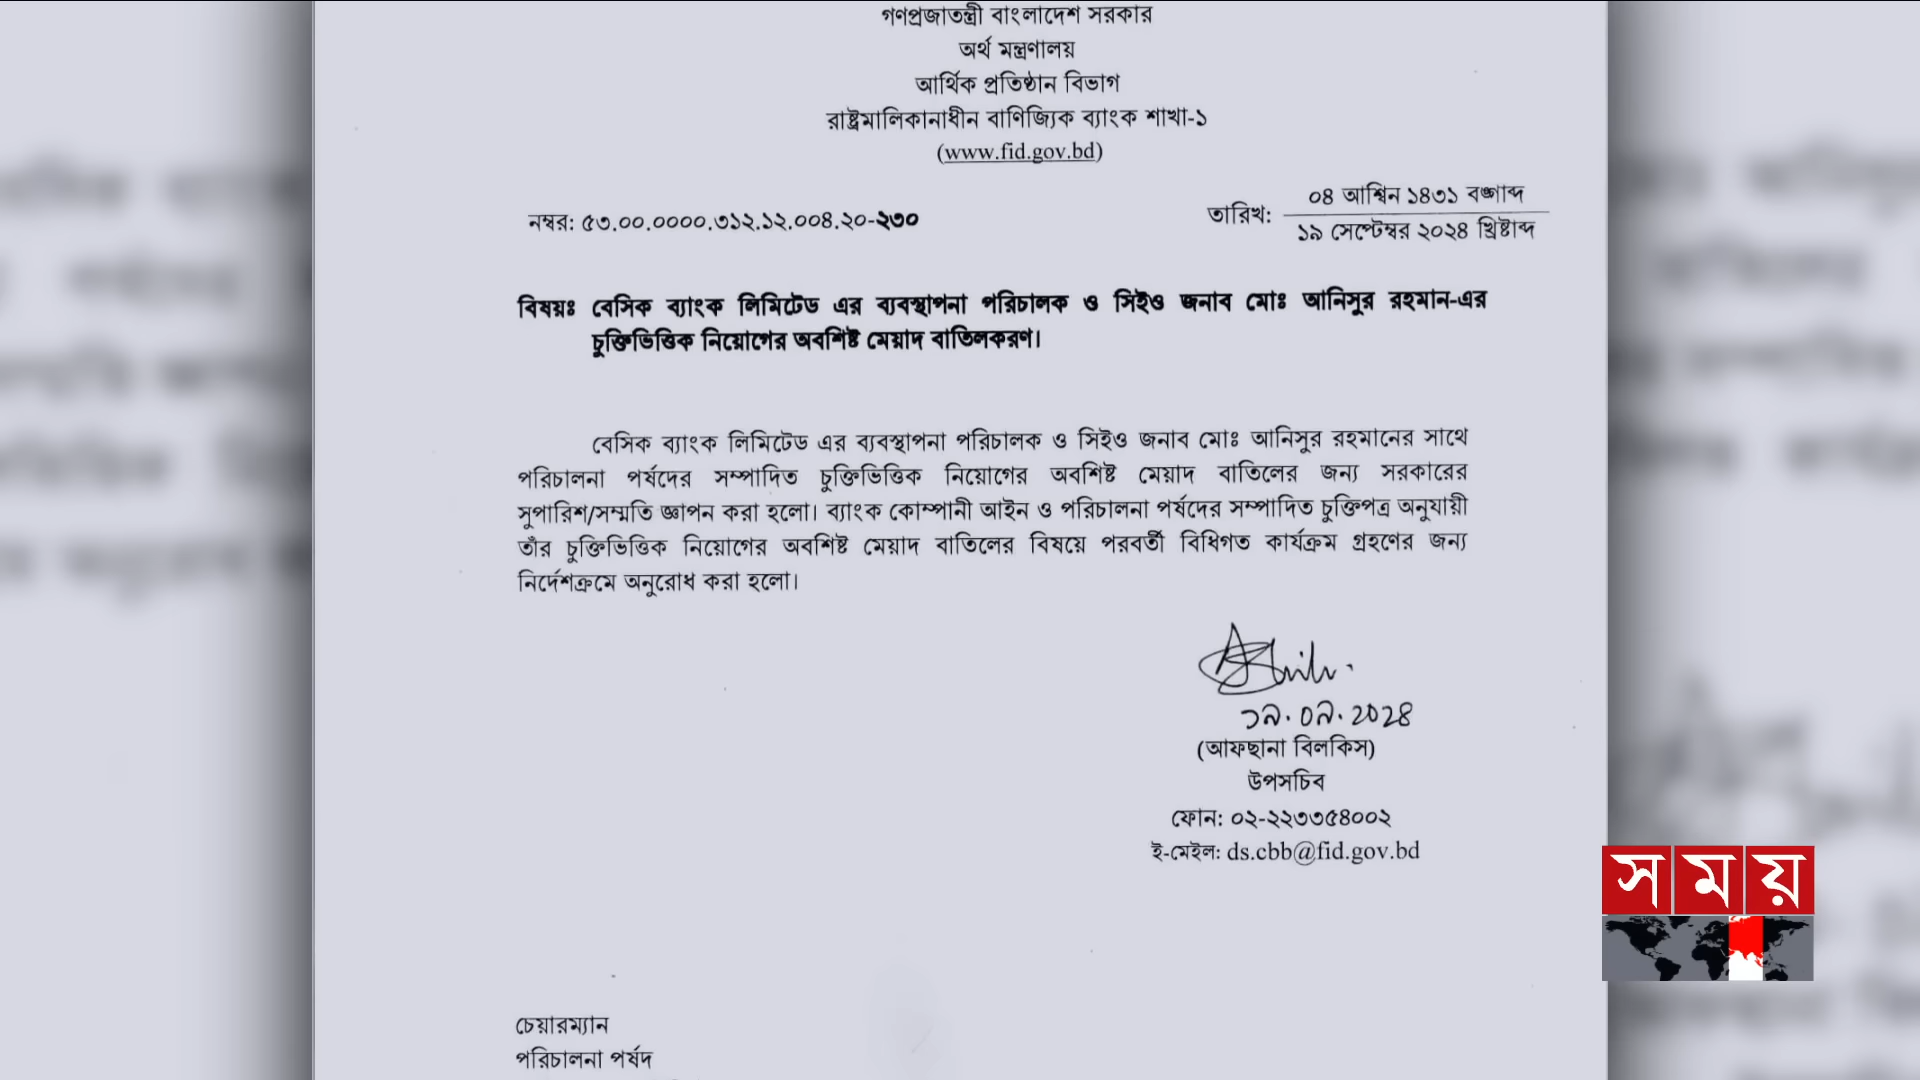 গণপ্রজাতন্ত্রী বাংলাদেশ সরকার
অর্থ মন্ত্রণালয়
আর্থিক প্রতিষ্ঠান বিভাগ
রাষ্ট্রমালিকানাধীন বাণিজ্যিক ব্যাংক শাখা-১
(www.fid.gov.bd)
নম্বর: ৫৩.০০.০০০০.৩১২.১২.০০৪.২০-২৩০
তারিখ: ০৪ আশ্বিন ১৪৩১ বঙ্গাব্দ
১৯ সেপ্টেম্বর ২০২৪ খ্রিষ্টাব্দ
বিষয়ঃ বেসিক ব্যাংক লিমিটেড এর ব্যবস্থাপনা পরিচালক ও সিইও জনাব মোঃ আনিসুর রহমান-এর
চুক্তিভিত্তিক নিয়োগের অবশিষ্ট মেয়াদ বাতিলকরণ।
বেসিক ব্যাংক লিমিটেড এর ব্যবস্থাপনা পরিচালক ও সিইও জনাব মোঃ আনিসুর রহমানের সাথে
পরিচালনা পর্ষদের সম্পাদিত চুক্তিভিত্তিক নিয়োগের অবশিষ্ট মেয়াদ বাতিলের জন্য সরকারের
সুপারিশ/সম্মতি জ্ঞাপন করা হলো। ব্যাংক কোম্পানী আইন ও পরিচালনা পর্ষদের সম্পাদিত চুক্তিপত্র অনুযায়ী
তাঁর চুক্তিভিত্তিক নিয়োগের অবশিষ্ট মেয়াদ বাতিলের বিষয়ে পরবর্তী বিধিগত কার্যক্রম গ্রহণের জন্য
নির্দেশক্রমে অনুরোধ করা হলো।
১৯.০৯.২০২৪
(আফছানা বিলকিস)
উপসচিব
ফোন: ০২-২২৩৩৫৪০০২
ই-মেইল: ds.cbb@fid.gov.bd
সময়
চেয়ারম্যান
পরিচালনা পর্ষদ